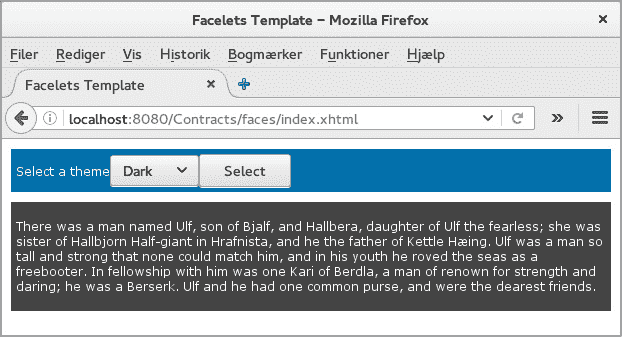 Facelets Template – Mozilla Firefox
Filer Rediger Vis Historik Bogmærker Funktioner Hjælp
Facelets Template
localhost:8080/Contracts/faces/index.xhtml
Select a theme Dark Select
There was a man named Ulf, son of Bjalf, and Hallbera, daughter of Ulf the fearless; she was
sister of Hallbjorn Half-giant in Hrafnista, and he the father of Kettle Hæing. Ulf was a man so
tall and strong that none could match him, and in his youth he roved the seas as a
freebooter. In fellowship with him was one Kari of Berdla, a man of renown for strength and
daring; he was a Berserk. Ulf and he had one common purse, and were the dearest friends.